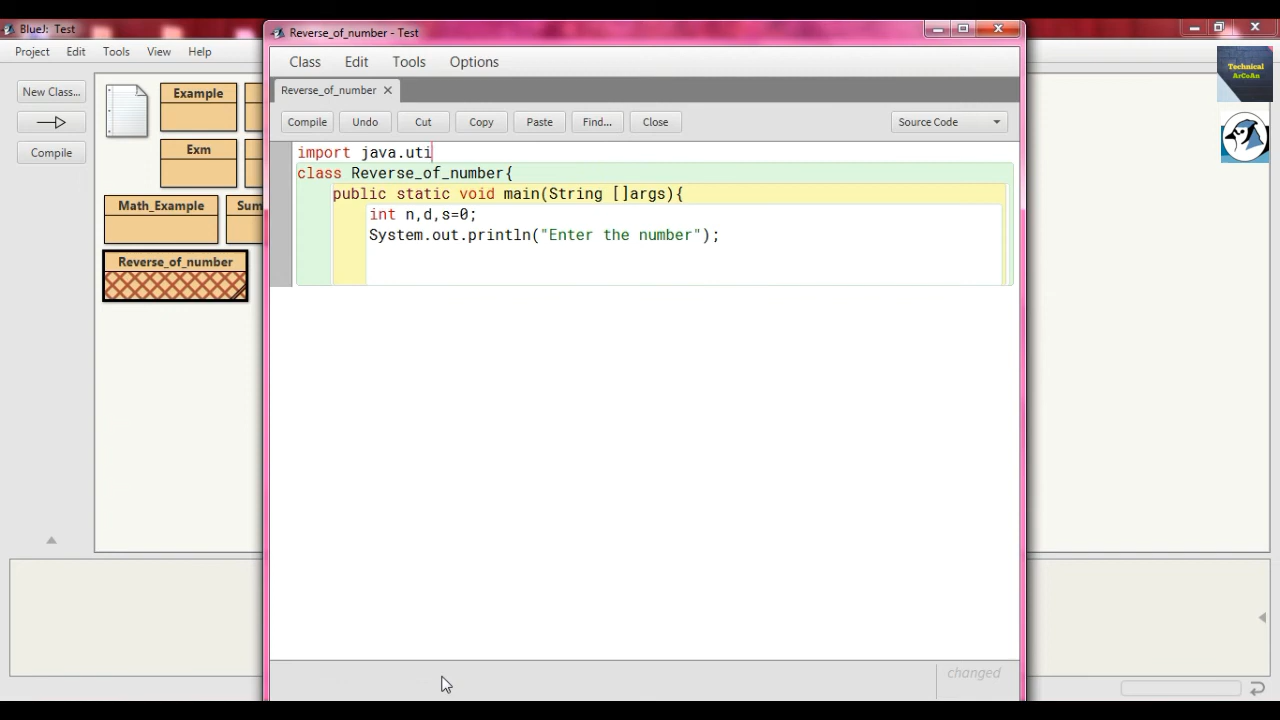 BlueJ: Test
Project Edit Tools View Help
New Class...
Compile
Example
Exm
Math_Example
Sum
Reverse_of_number
Reverse_of_number - Test
Class Edit Tools Options
Reverse_of_number
Compile Undo Cut Copy Paste Find... Close Source Code
import java.uti
class Reverse_of_number{
public static void main(String []args){
int n,d,s=0;
System.out.println("Enter the number");
changed
Technical
ArCoAn